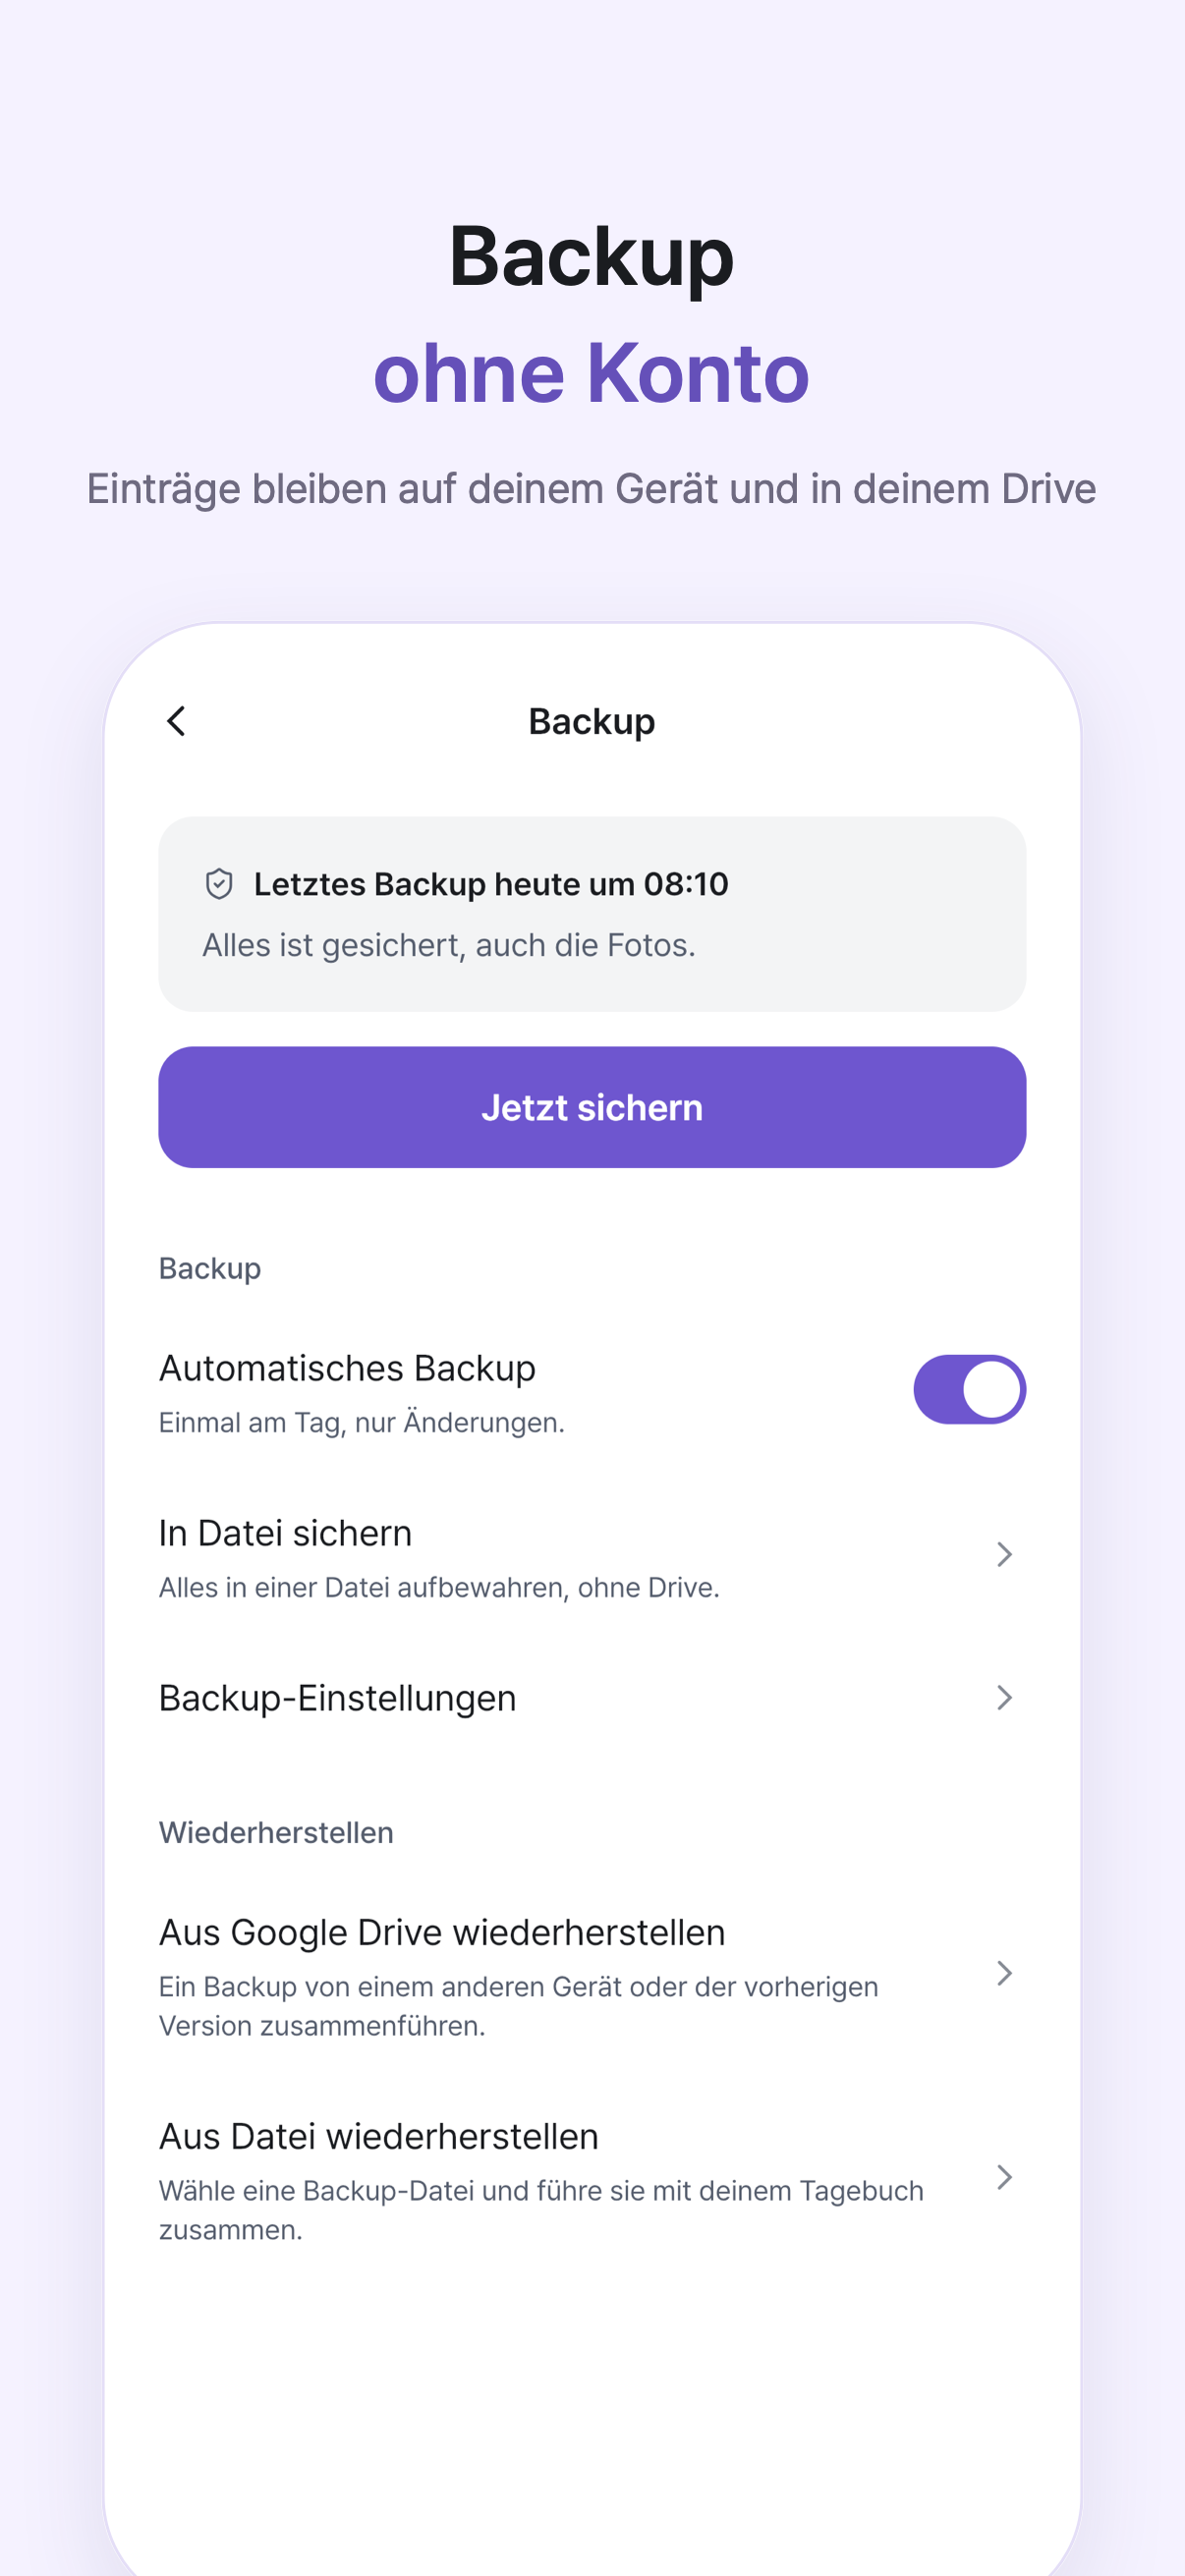 Backup
ohne Konto
Einträge bleiben auf deinem Gerät und in deinem Drive
Backup
Letztes Backup heute um 08:10
Alles ist gesichert, auch die Fotos.
Jetzt sichern
Backup
Automatisches Backup
Einmal am Tag, nur Änderungen.
In Datei sichern
Alles in einer Datei aufbewahren, ohne Drive.
Backup-Einstellungen
Wiederherstellen
Aus Google Drive wiederherstellen
Ein Backup von einem anderen Gerät oder der vorherigen
Version zusammenführen.
Aus Datei wiederherstellen
Wähle eine Backup-Datei und führe sie mit deinem Tagebuch
zusammen.